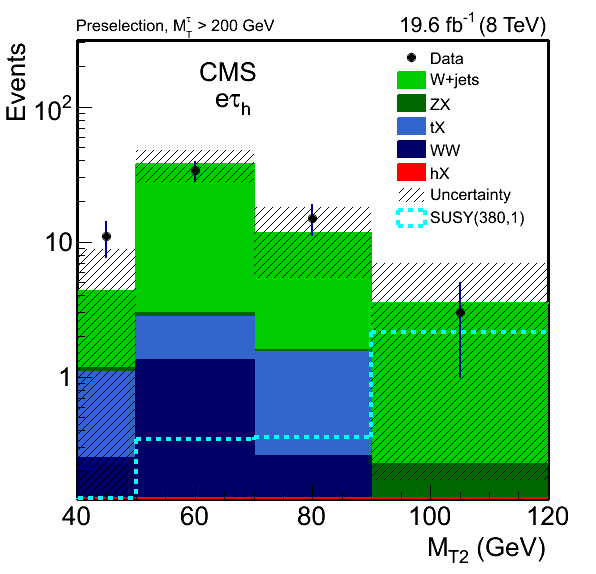 Preselection, M_T^τ > 200 GeV
19.6 fb⁻¹ (8 TeV)
Events
CMS
eτ_h
Data
W+jets
ZX
tX
WW
hX
Uncertainty
SUSY(380,1)
10²
10
1
40 60 80 100 120
M_T2 (GeV)